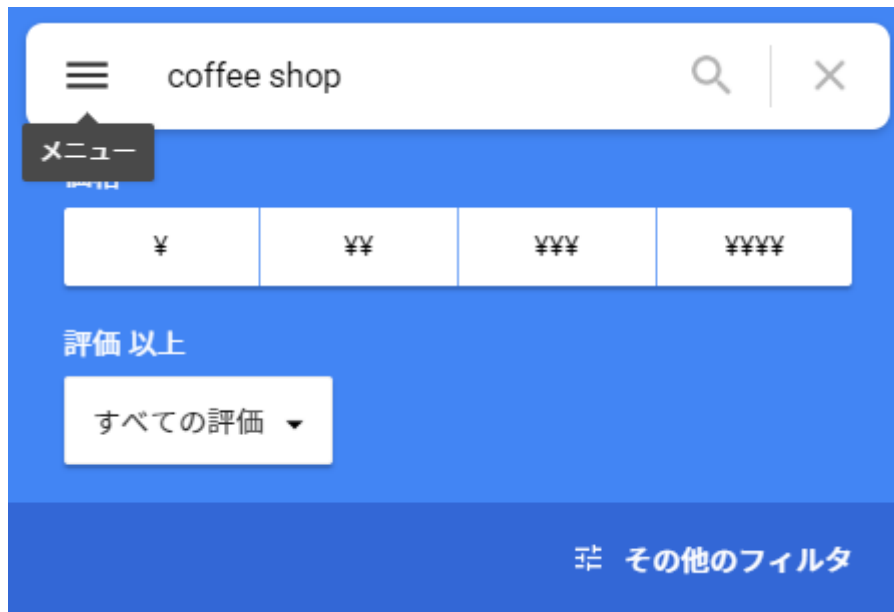 coffee shop
メニュー
¥ ¥¥ ¥¥¥ ¥¥¥¥
評価 以上
すべての評価
その他のフィルタ